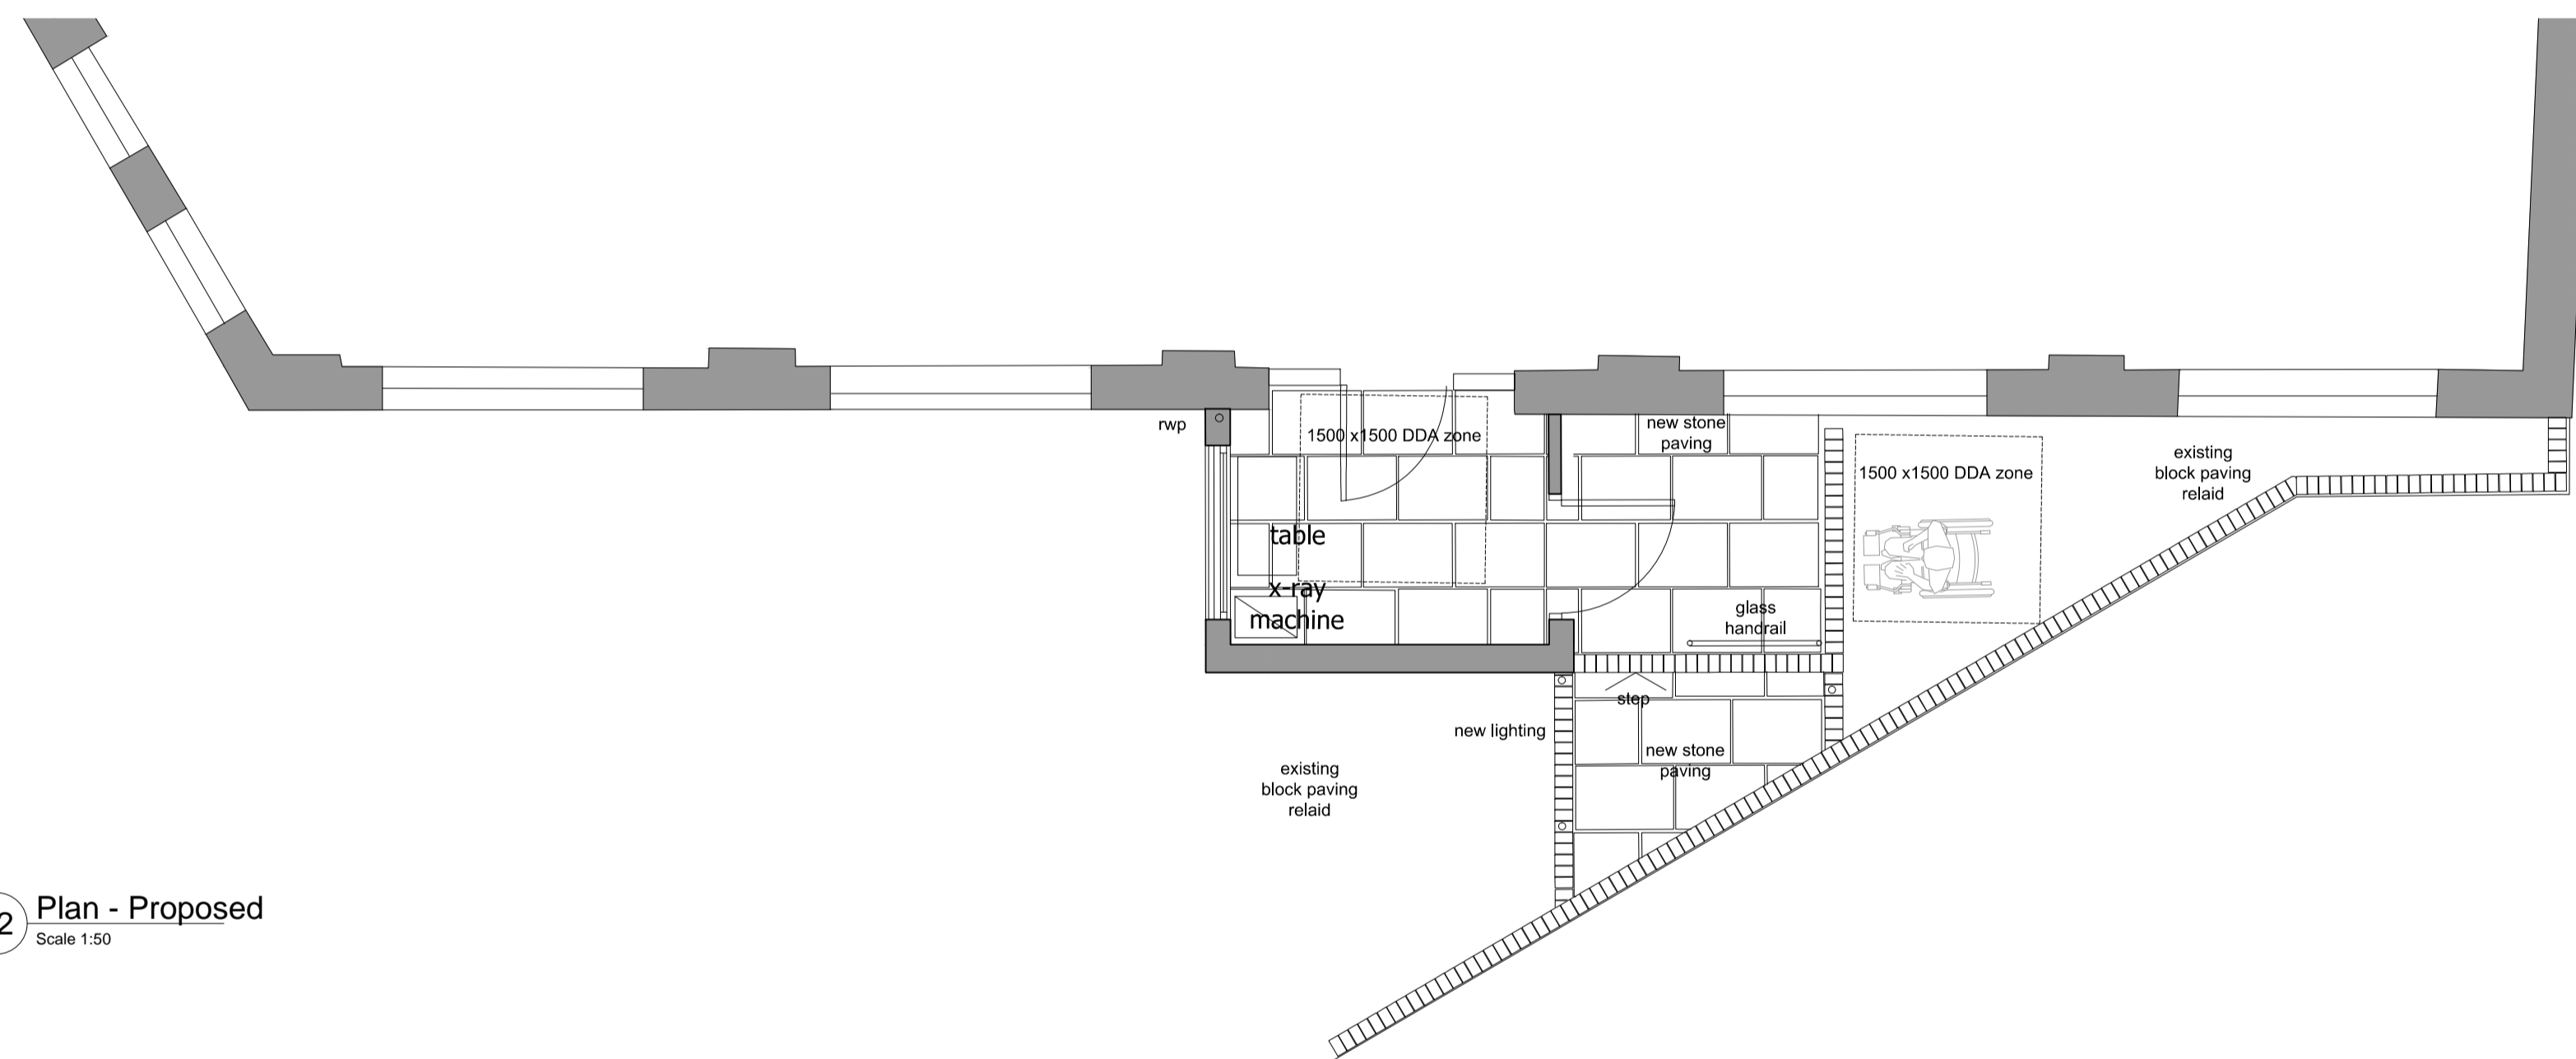 rwp
1500 x1500 DDA zone
new stone
paving
1500 x1500 DDA zone
existing
block paving
relaid
table
x-ray
machine
glass
handrail
step
new lighting
new stone
paving
existing
block paving
relaid
2
Plan - Proposed
Scale 1:50